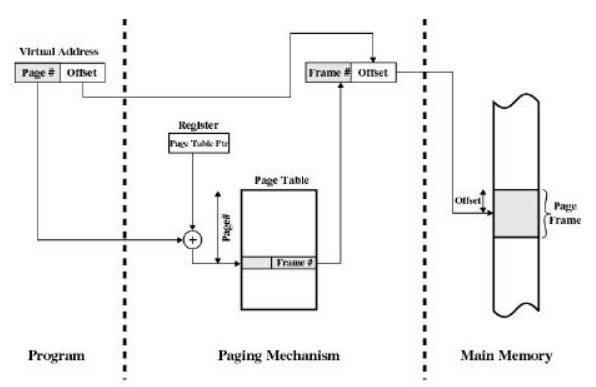 Virtual Address
Page # Offset
Frame # Offset
Register
Page Table Ptr
Page Table
Page#
Frame #
Offset
Page
Frame
Program
Paging Mechanism
Main Memory